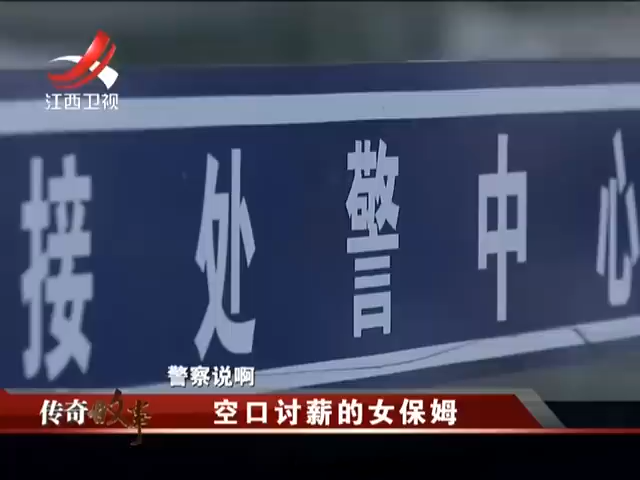 江西卫视
接处警中心
警察说啊
传奇故事
空口讨薪的女保姆